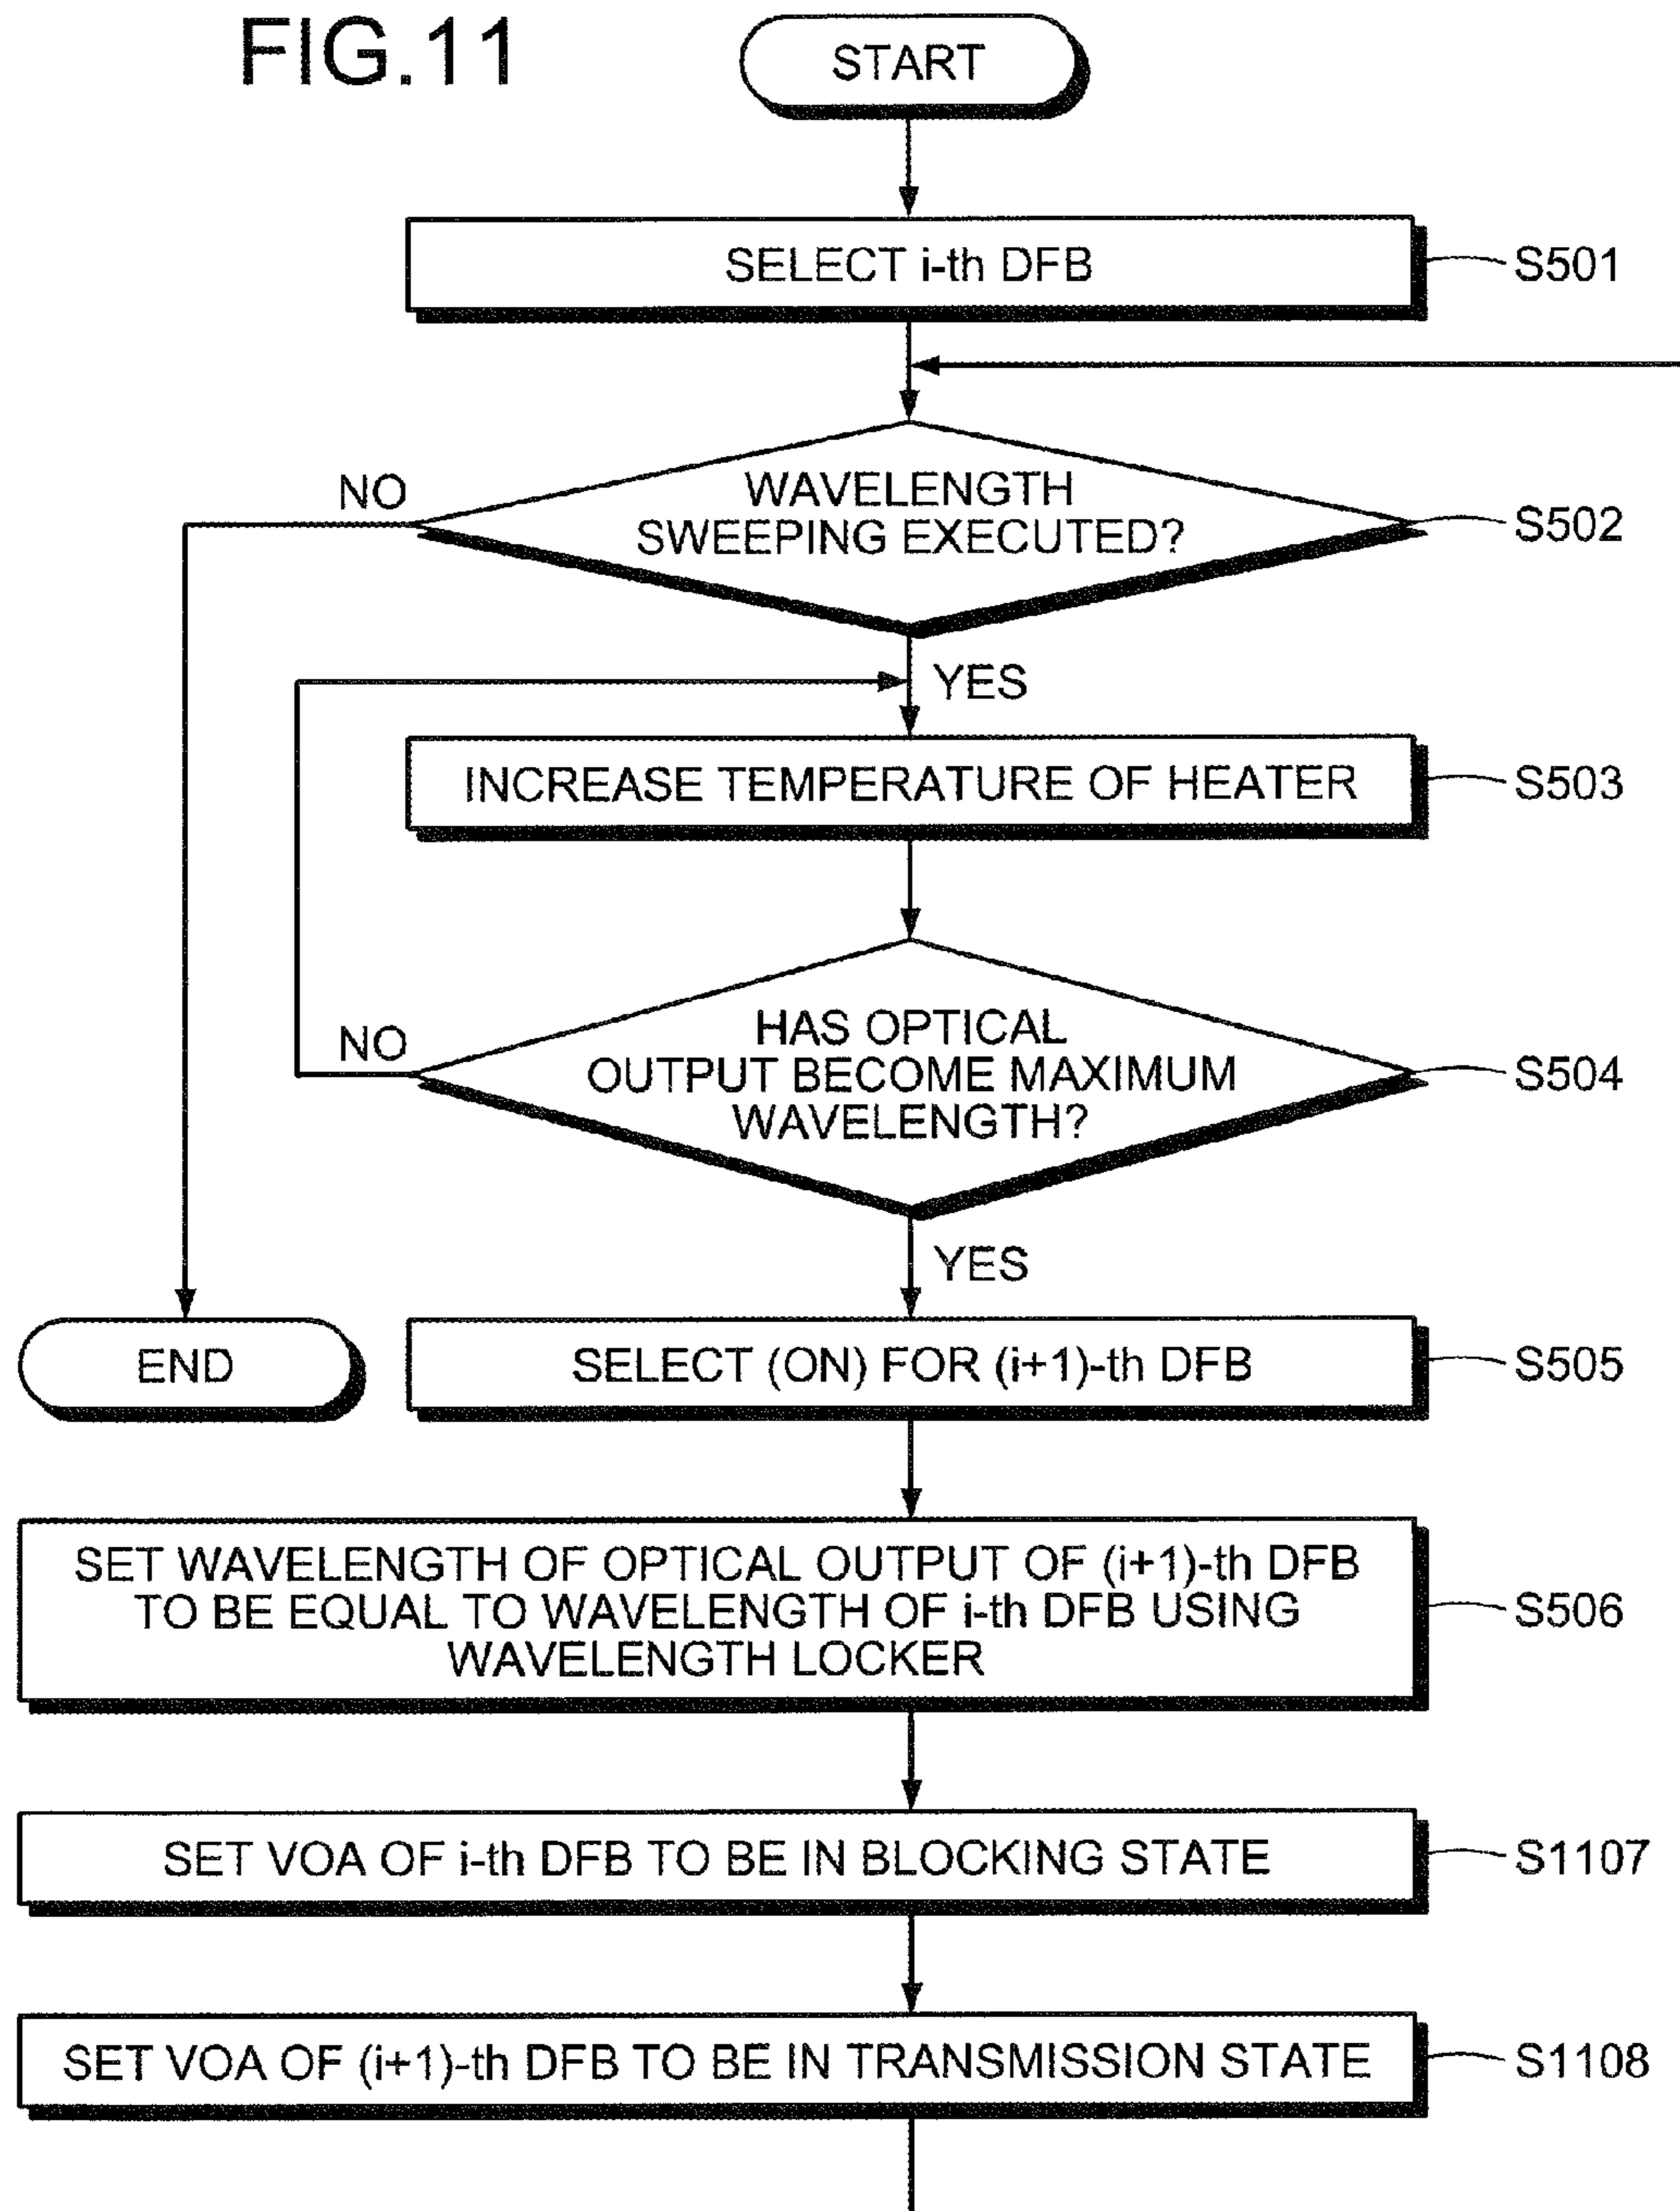 FIG.11
START
SELECT i-th DFB
S501
WAVELENGTH
SWEEPING EXECUTED?
NO
S502
YES
INCREASE TEMPERATURE OF HEATER
S503
HAS OPTICAL
OUTPUT BECOME MAXIMUM
WAVELENGTH?
NO
S504
YES
END
SELECT (ON) FOR (i+1)-th DFB
S505
SET WAVELENGTH OF OPTICAL OUTPUT OF (i+1)-th DFB
TO BE EQUAL TO WAVELENGTH OF i-th DFB USING
WAVELENGTH LOCKER
S506
SET VOA OF i-th DFB TO BE IN BLOCKING STATE
S1107
SET VOA OF (i+1)-th DFB TO BE IN TRANSMISSION STATE
S1108